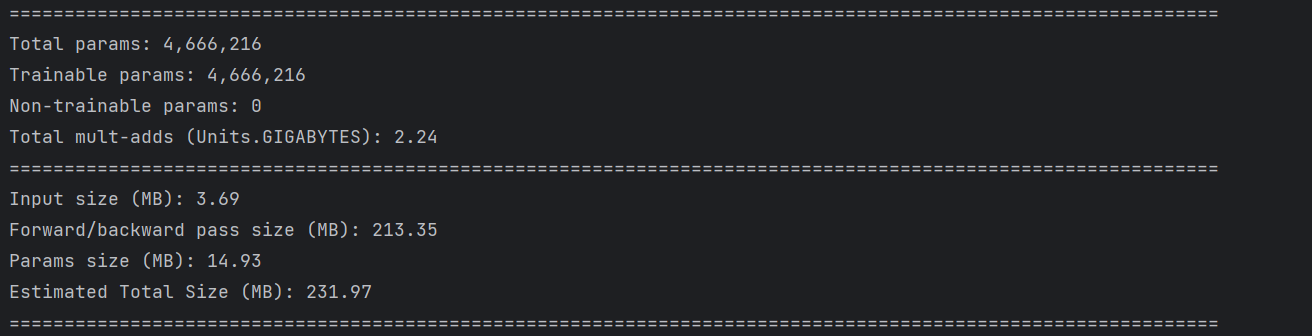 ==============================================================================================================
Total params: 4,666,216
Trainable params: 4,666,216
Non-trainable params: 0
Total mult-adds (Units.GIGABYTES): 2.24
==============================================================================================================
Input size (MB): 3.69
Forward/backward pass size (MB): 213.35
Params size (MB): 14.93
Estimated Total Size (MB): 231.97
==============================================================================================================